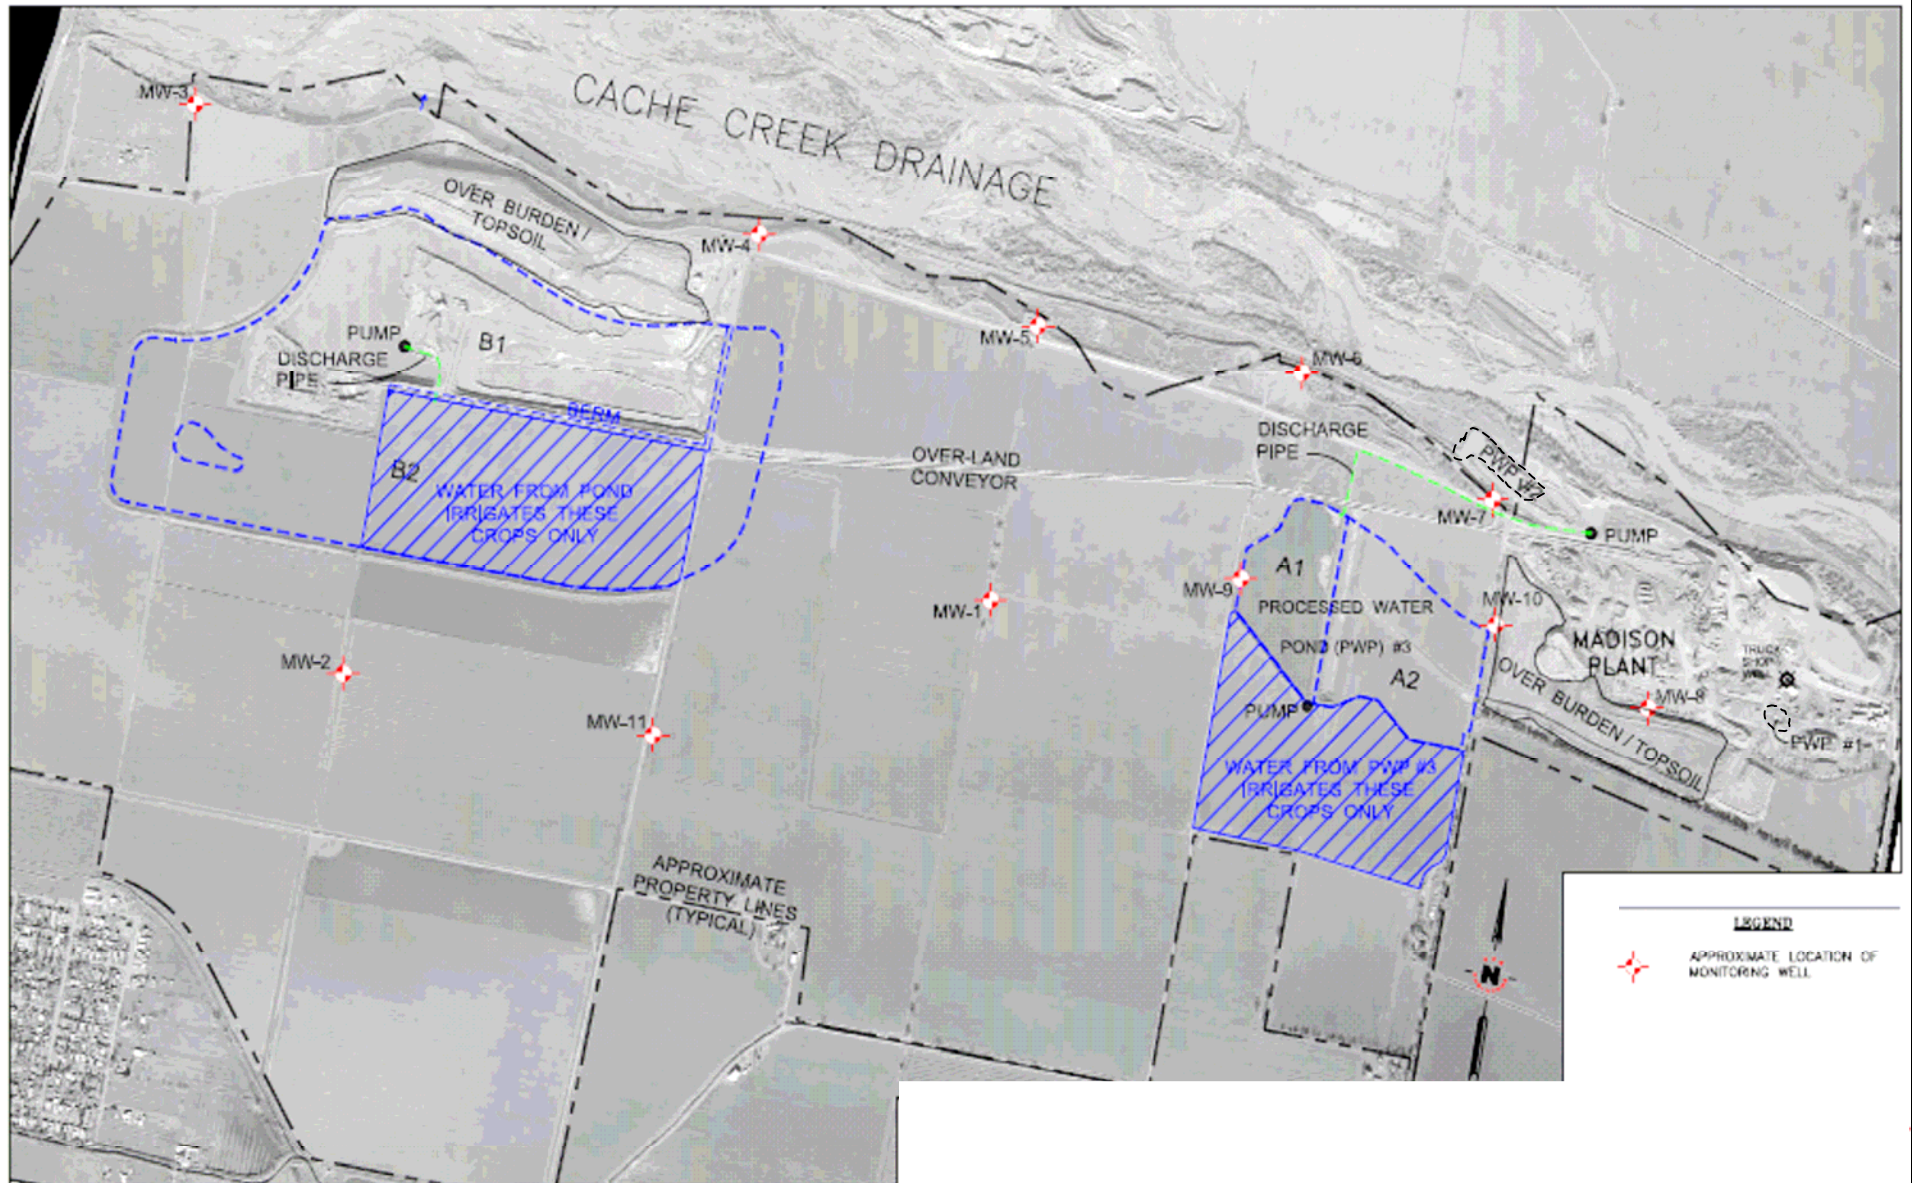 MW-3
CACHE CREEK DRAINAGE
OVER BURDEN /
TOPSOIL
MW-4
MW-5
MW-6
PUMP
DISCHARGE
PIPE
B1
BERM
B2
WATER FROM POND
IRRIGATES THESE
CROPS ONLY
OVER-LAND
CONVEYOR
DISCHARGE
PIPE
PWP #2
MW-7
PUMP
A1
MW-9
PROCESSED WATER
POND (PWP) #3
A2
MW-10
MADISON
PLANT
TRUCK
SHOP
WELL
MW-1
MW-2
MW-11
PUMP
MW-8
OVER BURDEN / TOPSOIL
PWP #1
WATER FROM PWP #3
IRRIGATES THESE
CROPS ONLY
APPROXIMATE
PROPERTY LINES
(TYPICAL)
N
LEGEND
APPROXIMATE LOCATION OF
MONITORING WELL